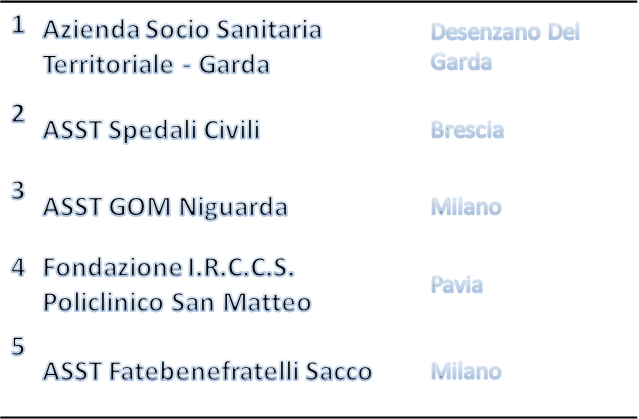 1 Azienda Socio Sanitaria Desenzano Del
Territoriale - Garda Garda
2 ASST Spedali Civili Brescia
3 ASST GOM Niguarda Milano
4 Fondazione I.R.C.C.S.
Policlinico San Matteo Pavia
5 ASST Fatebenefratelli Sacco Milano